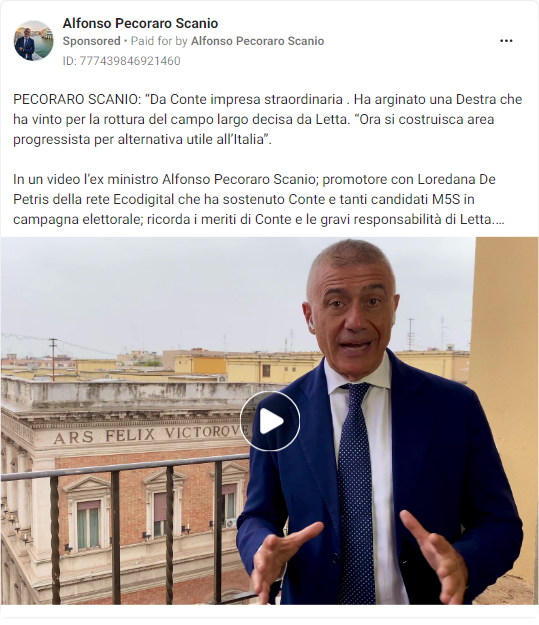 Alfonso Pecoraro Scanio
Sponsored • Paid for by Alfonso Pecoraro Scanio
ID: 777439846921460
PECORARO SCANIO: “Da Conte impresa straordinaria . Ha arginato una Destra che
ha vinto per la rottura del campo largo decisa da Letta. “Ora si costruisca area
progressista per alternativa utile all’Italia”.
In un video l’ex ministro Alfonso Pecoraro Scanio; promotore con Loredana De
Petris della rete Ecodigital che ha sostenuto Conte e tanti candidati M5S in
campagna elettorale; ricorda i meriti di Conte e le gravi responsabilità di Letta....
ARS FELIX VICTORQVE